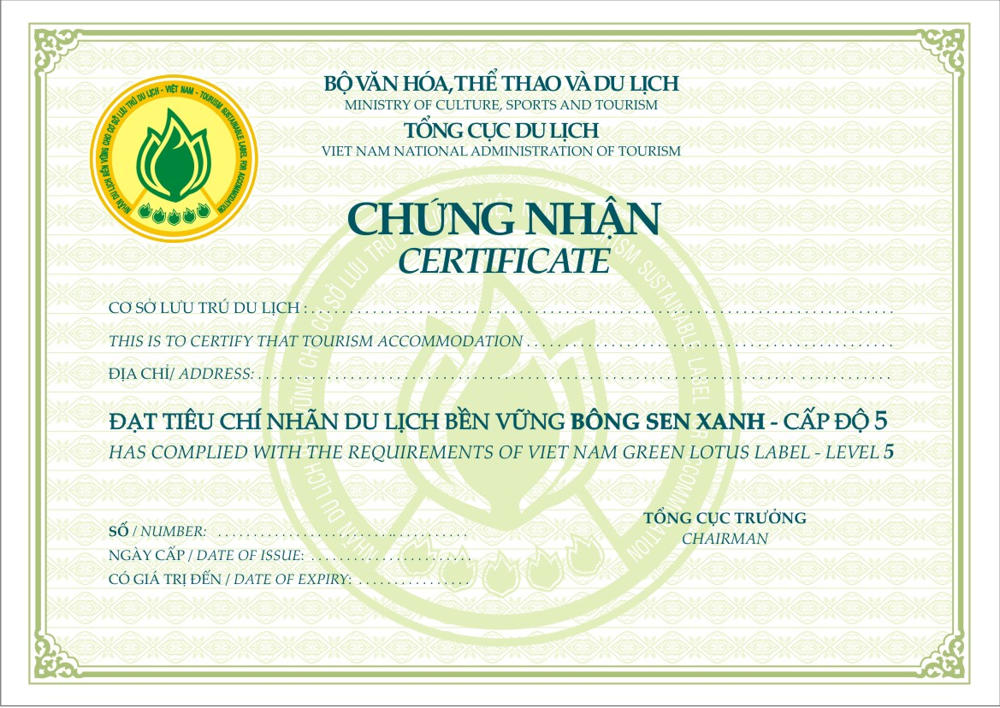 NHÃN DU LỊCH BỀN VỮNG CHO CƠ SỞ LƯU TRÚ DU LỊCH - VIỆT NAM - TOURISM SUSTAINABLE LABEL FOR ACCOMMODATION
BỘ VĂN HÓA, THỂ THAO VÀ DU LỊCH
MINISTRY OF CULTURE, SPORTS AND TOURISM
TỔNG CỤC DU LỊCH
VIET NAM NATIONAL ADMINISTRATION OF TOURISM
CHỨNG NHẬN
CERTIFICATE
CƠ SỞ LƯU TRÚ DU LỊCH :
THIS IS TO CERTIFY THAT TOURISM ACCOMMODATION
ĐỊA CHỈ/ ADDRESS:
ĐẠT TIÊU CHÍ NHÃN DU LỊCH BỀN VỮNG BÔNG SEN XANH - CẤP ĐỘ 5
HAS COMPLIED WITH THE REQUIREMENTS OF VIET NAM GREEN LOTUS LABEL - LEVEL 5
SỐ / NUMBER:
NGÀY CẤP / DATE OF ISSUE:
CÓ GIÁ TRỊ ĐẾN / DATE OF EXPIRY:
TỔNG CỤC TRƯỞNG
CHAIRMAN